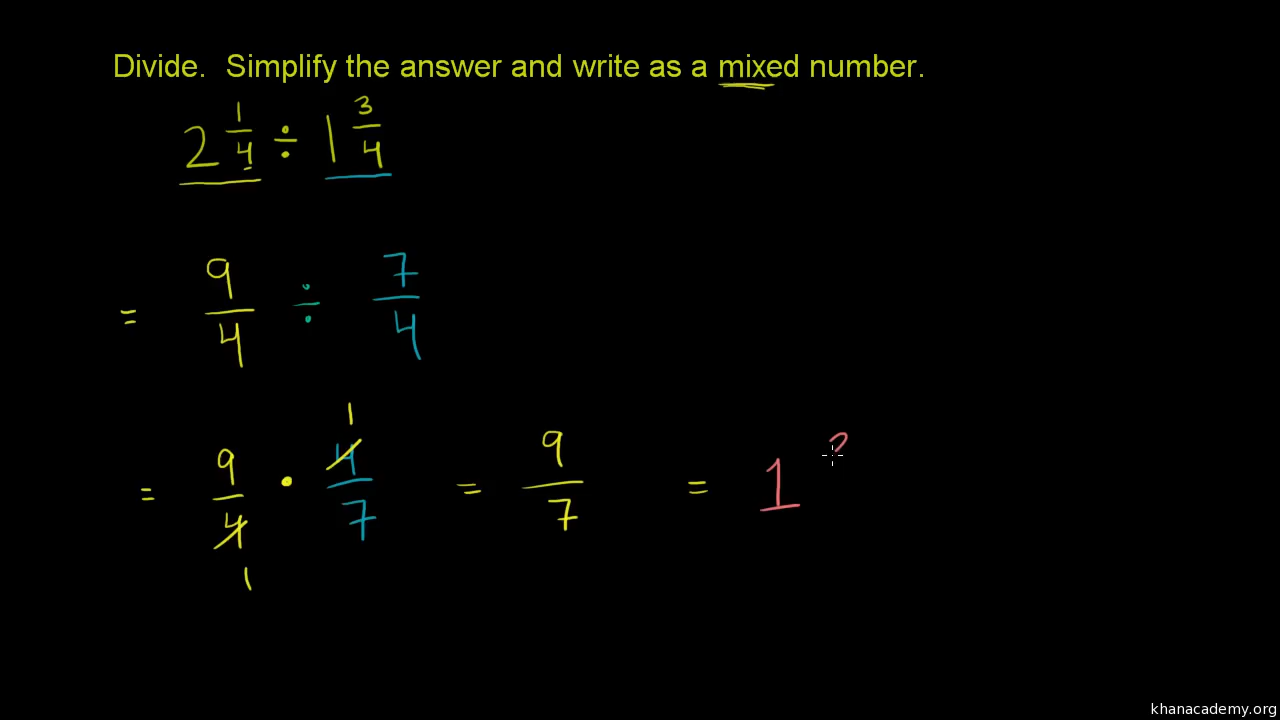 Divide. Simplify the answer and write as a mixed number.
2 1/4 ÷ 1 3/4
= 9/4 ÷ 7/4
1
= 9/4 · 4/7 = 9/7 = 1
1
khanacademy.org